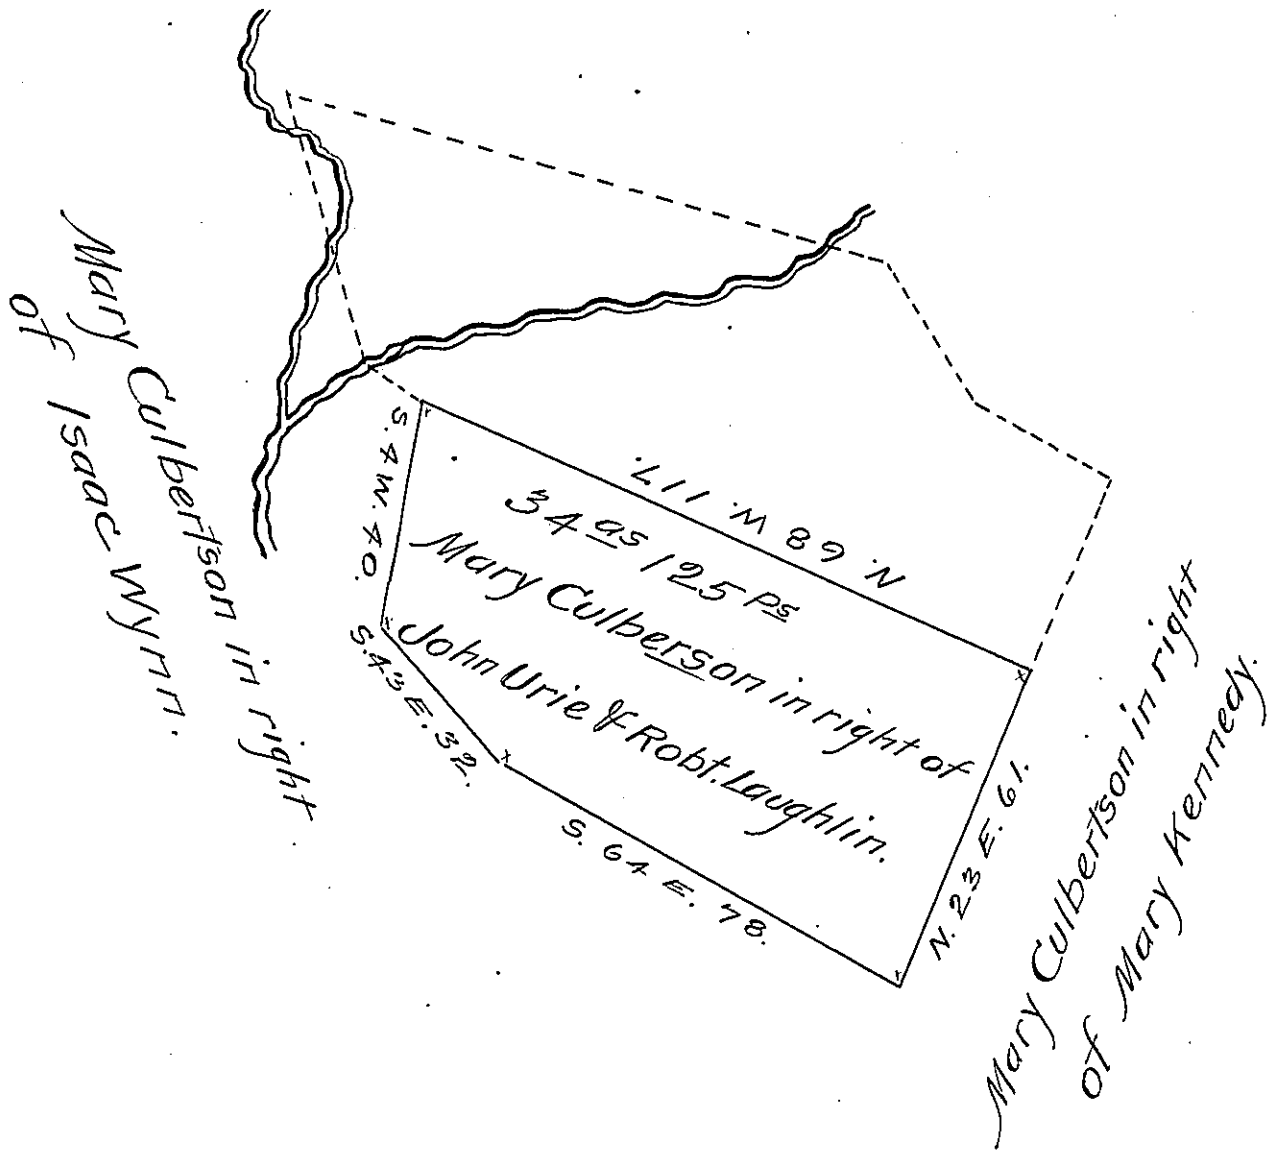 Mary Culbertson in right
of Isaac Wynn.
N. 68 W. 117.
S. 4 W. 40.
34 as 125 Ps
Mary Culberson in right of
John Urie & Robt. Laughlin.
S. 43 E. 32.
S. 64 E. 78.
N. 23 E. 61.
Mary Culbertson in right
of Mary Kennedy.